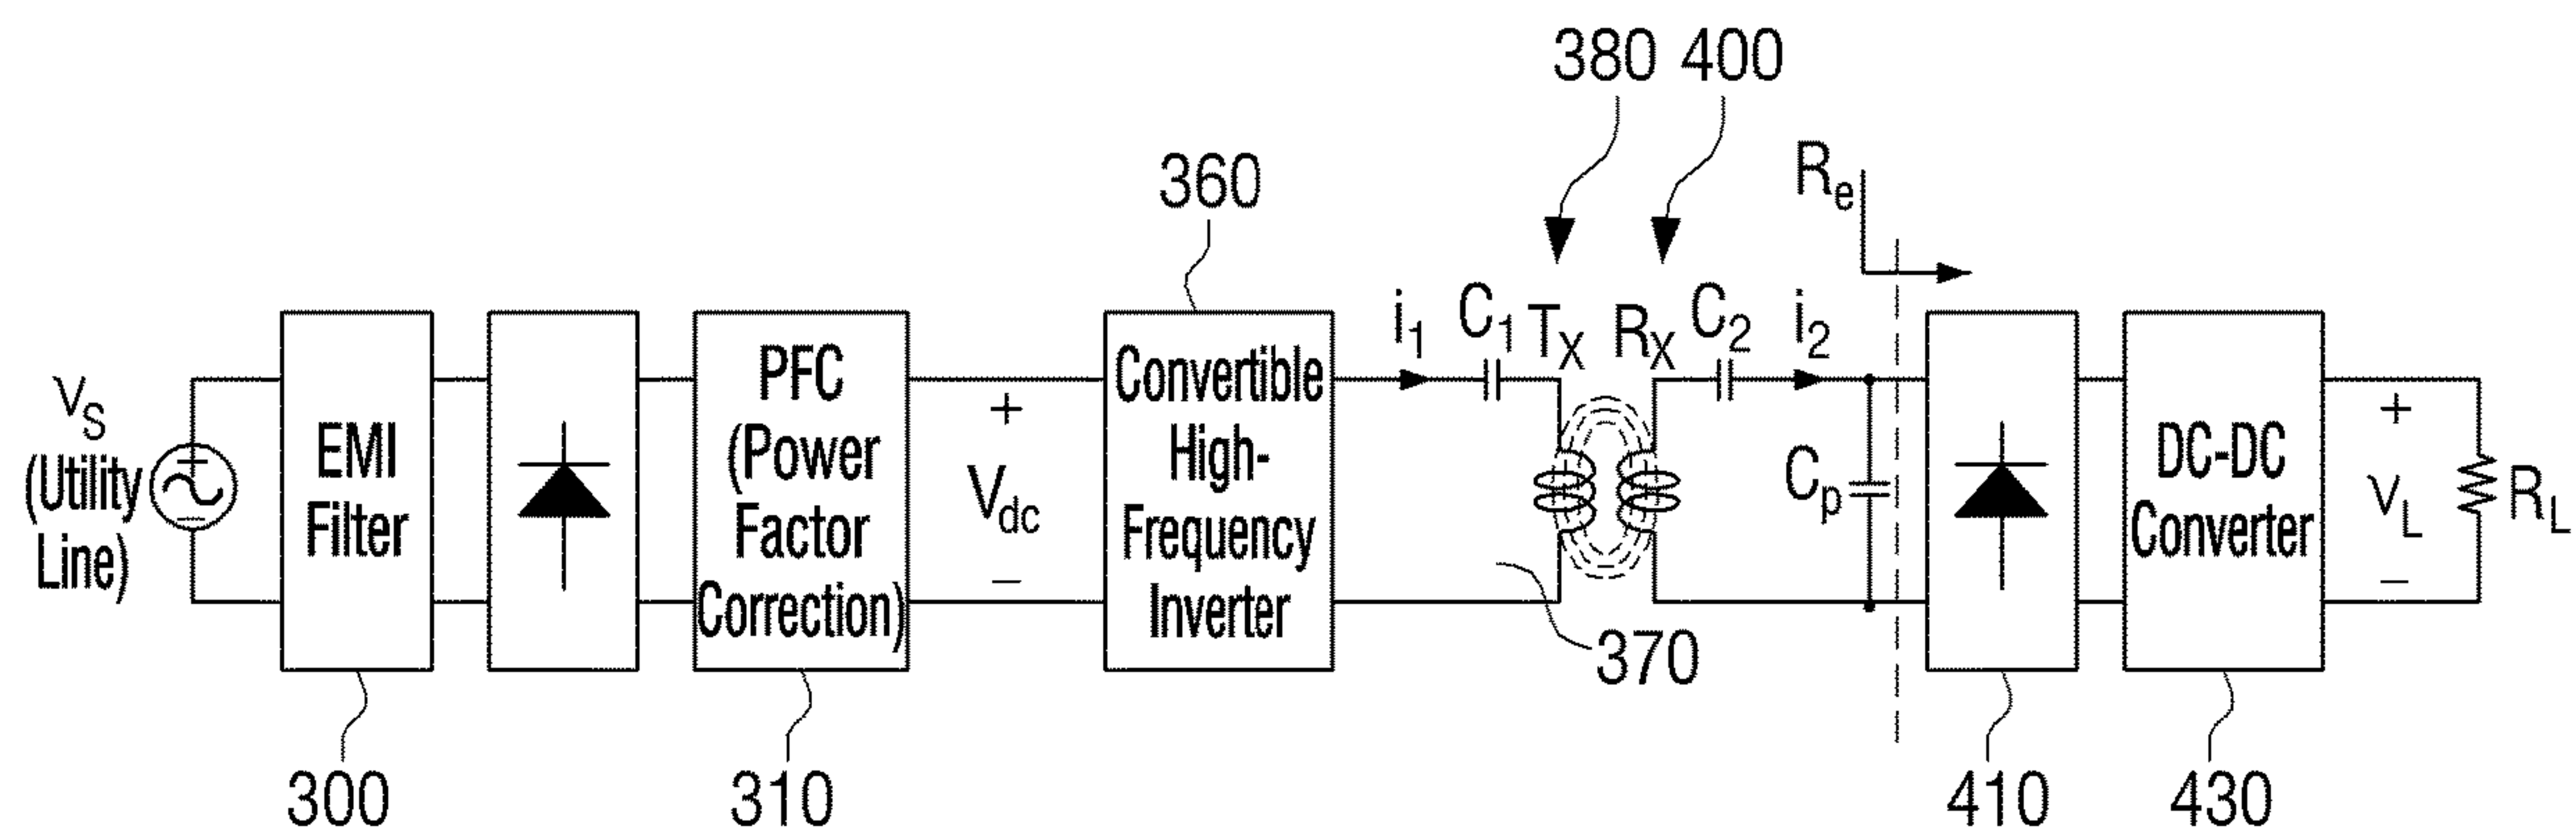 380 400
360
Re
i1 C1 TX RX C2 i2
VS
(Utility
Line)
+
−
EMI
Filter
PFC
(Power
Factor
Correction)
+
Vdc
−
Convertible
High-
Frequency
Inverter
Cp
DC-DC
Converter
+
VL
−
RL
370
300
310
410
430